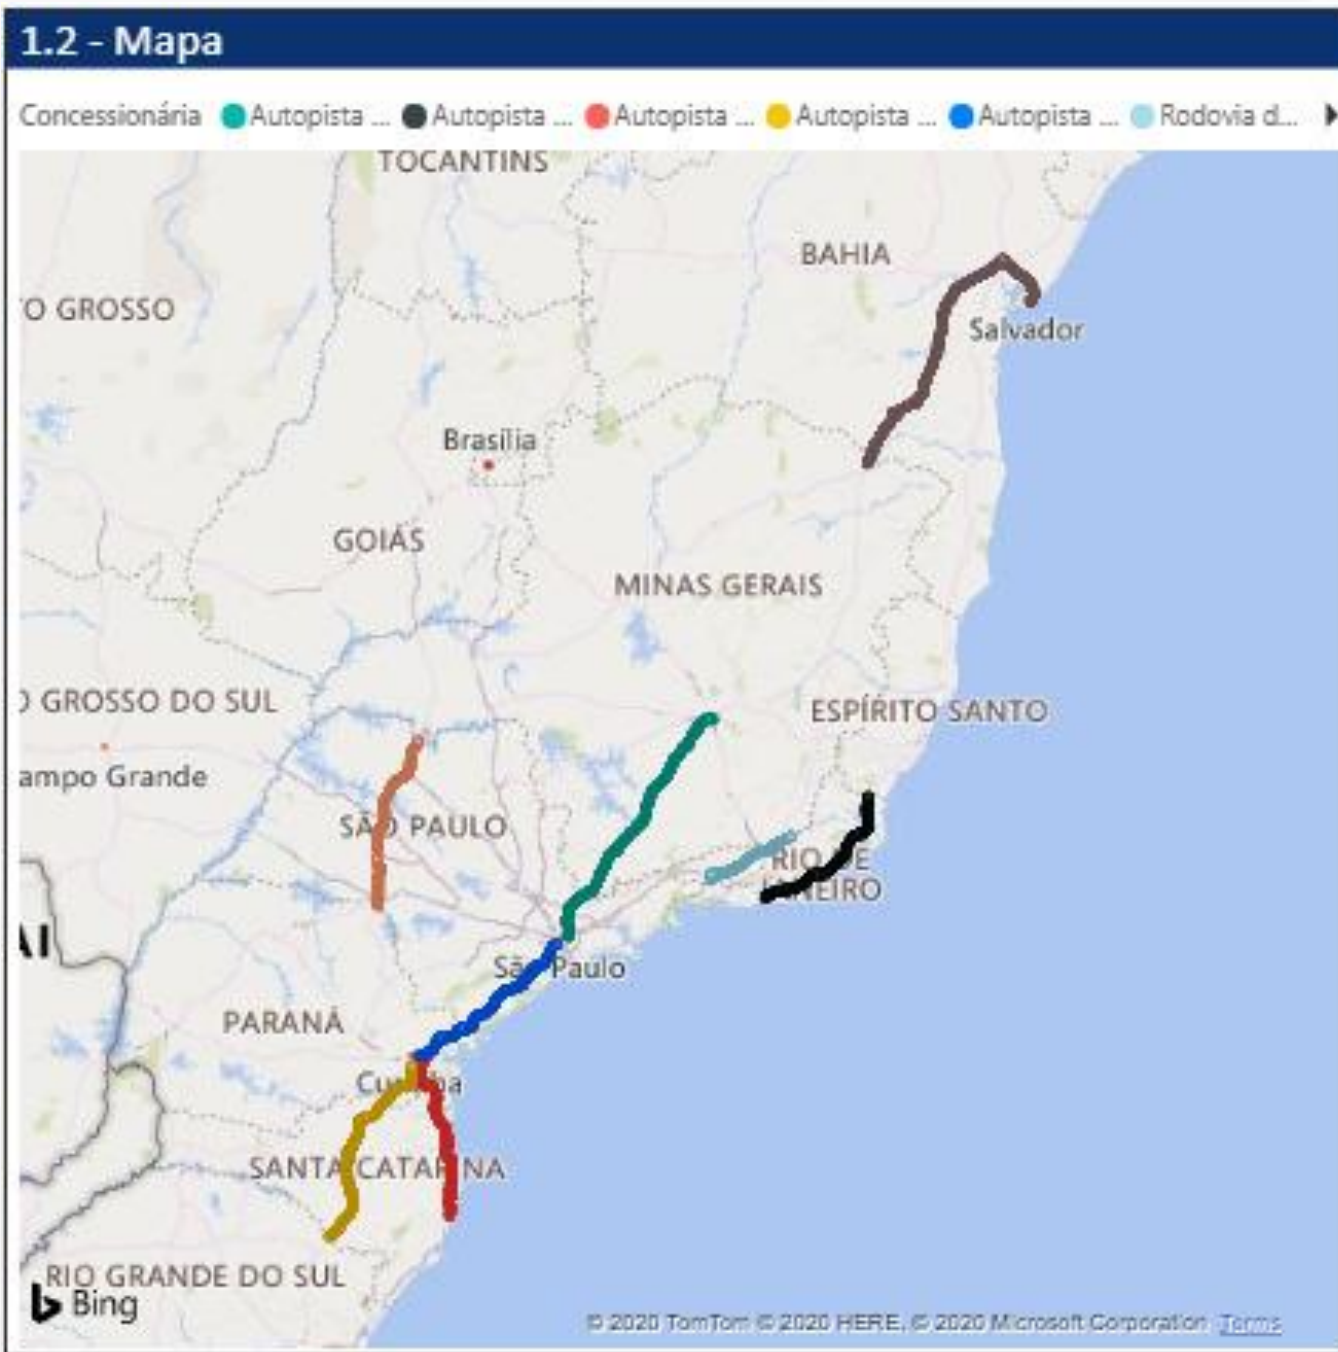 1.2 - Mapa
Concessionária Autopista ... Autopista ... Autopista ... Autopista ... Autopista ... Rodovia d...
TOCANTINS
BAHIA
O GROSSO
Salvador
Brasília
GOIÁS
MINAS GERAIS
O GROSSO DO SUL
ESPÍRITO SANTO
ampo Grande
SÃO PAULO
RIO DE
JANEIRO
AI
São Paulo
PARANÁ
Curitiba
SANTA CATARINA
RIO GRANDE DO SUL
Bing
© 2020 TomTom © 2020 HERE, © 2020 Microsoft Corporation Terms